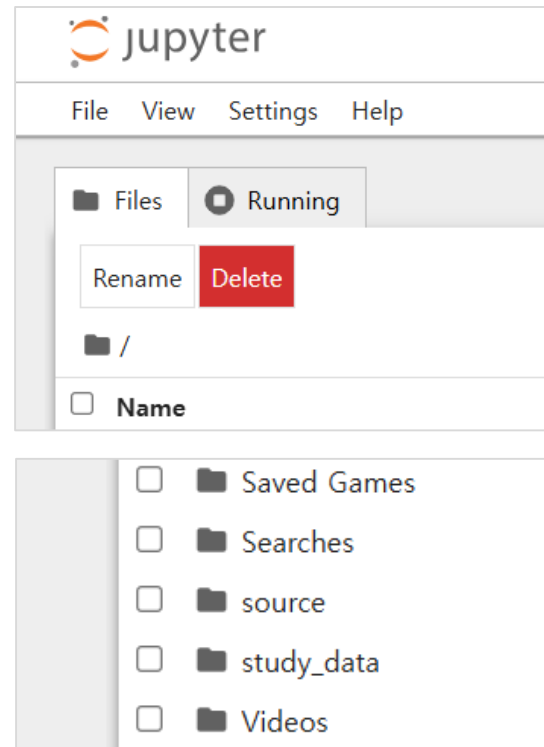 jupyter
File View Settings Help
Files Running
Rename Delete
/
Name
Saved Games
Searches
source
study_data
Videos